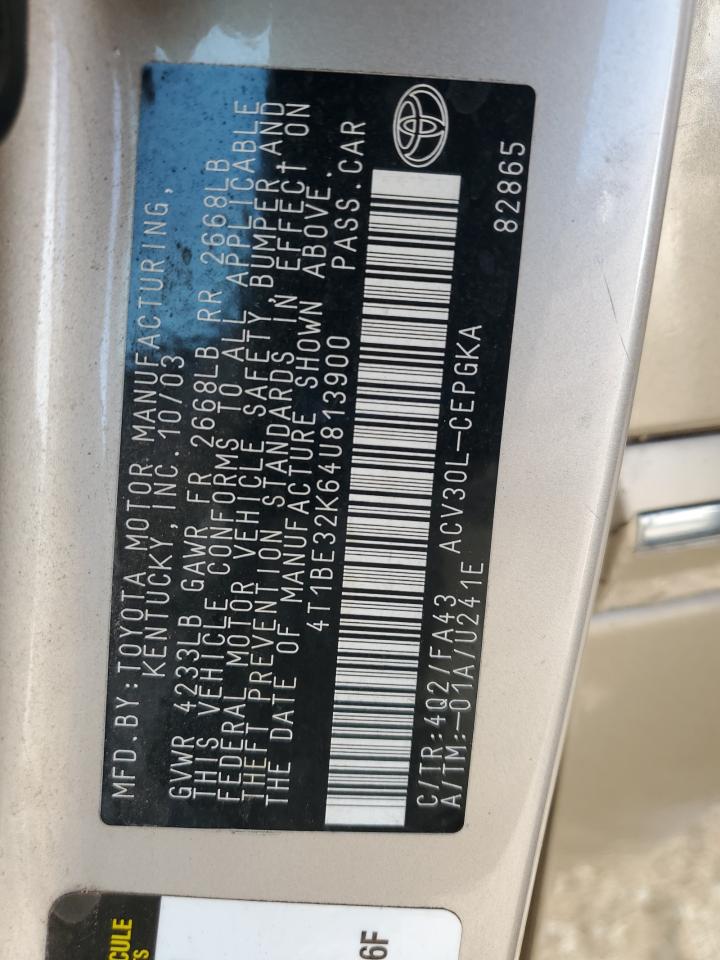 MFD.BY:TOYOTA MOTOR MANUFACTURING,
KENTUCKY,INC.10/03
GVWR 4233LB GAWR FR 2668LB RR 2668LB
THIS VEHICLE CONFORMS TO ALL APPLICABLE
FEDERAL MOTOR VEHICLE SAFETY,BUMPER AND
THEFT PREVENTION STANDARDS IN EFFECT ON
THE DATE OF MANUFACTURE SHOWN ABOVE.
4T1BE32K64U813900 PASS.CAR
C/TR:4Q2/FA43 ACV30L-CEPGKA
A/TM:-01A/U241E 82865
CULE
6F